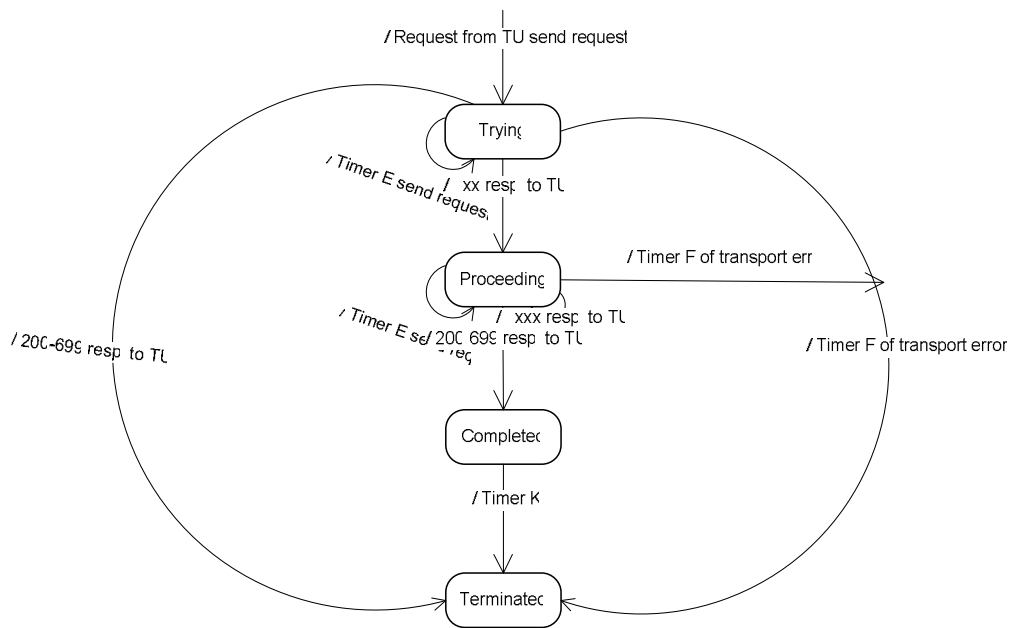 / Request from TU send request
Trying
/ Timer E send request
/ xx resp. to TU
Proceeding
/ Timer F of transport err
/ Timer E se req
/ xxx resp. to TU
/ 200 699 resp. to TU
/ 200-699 resp. to TU
/ Timer F of transport error
Completed
/ Timer K
Terminated